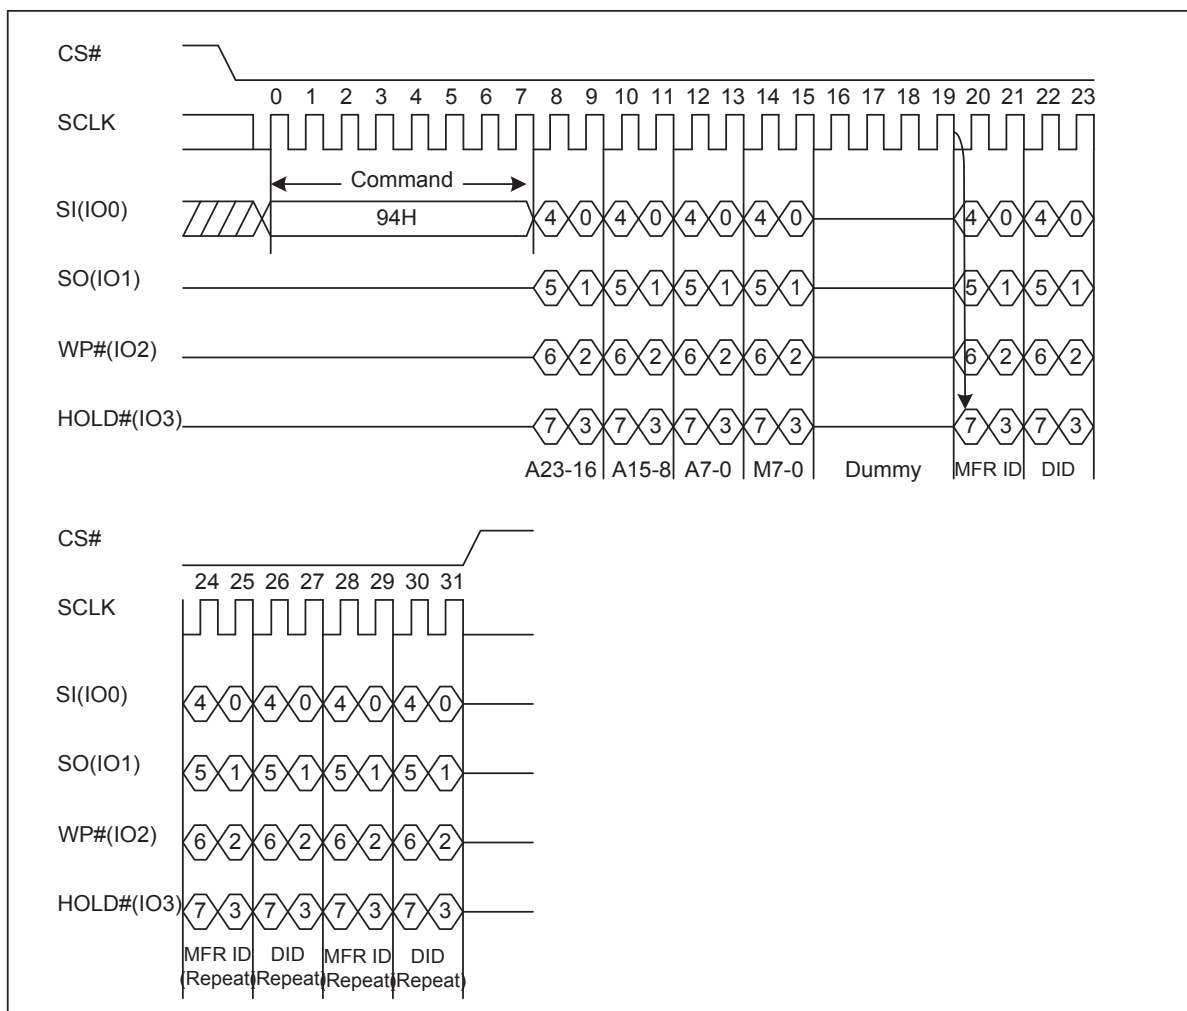 CS#
0 1 2 3 4 5 6 7 8 9 10 11 12 13 14 15 16 17 18 19 20 21 22 23
SCLK
Command
SI(IO0) 94H 4 0 4 0 4 0 4 0 4 0 4 0
SO(IO1) 5 1 5 1 5 1 5 1 5 1 5 1
WP#(IO2) 6 2 6 2 6 2 6 2 6 2 6 2
HOLD#(IO3) 7 3 7 3 7 3 7 3 7 3 7 3
A23-16 A15-8 A7-0 M7-0 Dummy MFR ID DID
CS#
24 25 26 27 28 29 30 31
SCLK
SI(IO0) 4 0 4 0 4 0 4 0
SO(IO1) 5 1 5 1 5 1 5 1
WP#(IO2) 6 2 6 2 6 2 6 2
HOLD#(IO3) 7 3 7 3 7 3 7 3
MFR ID DID MFR ID DID
(Repeat) (Repeat) (Repeat) (Repeat)